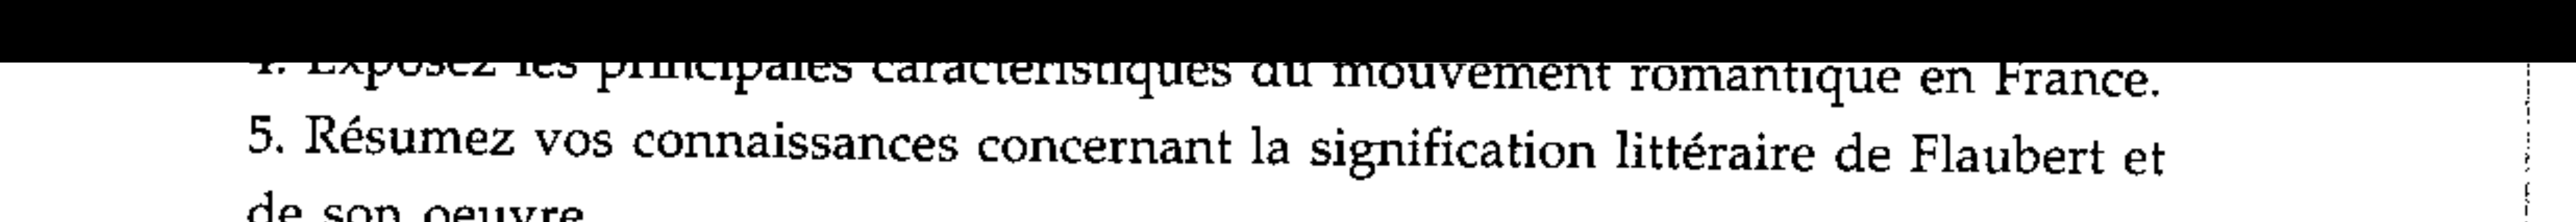 4. Exposez les principales caractéristiques du mouvement romantique en France.
5. Résumez vos connaissances concernant la signification littéraire de Flaubert et
de son oeuvre